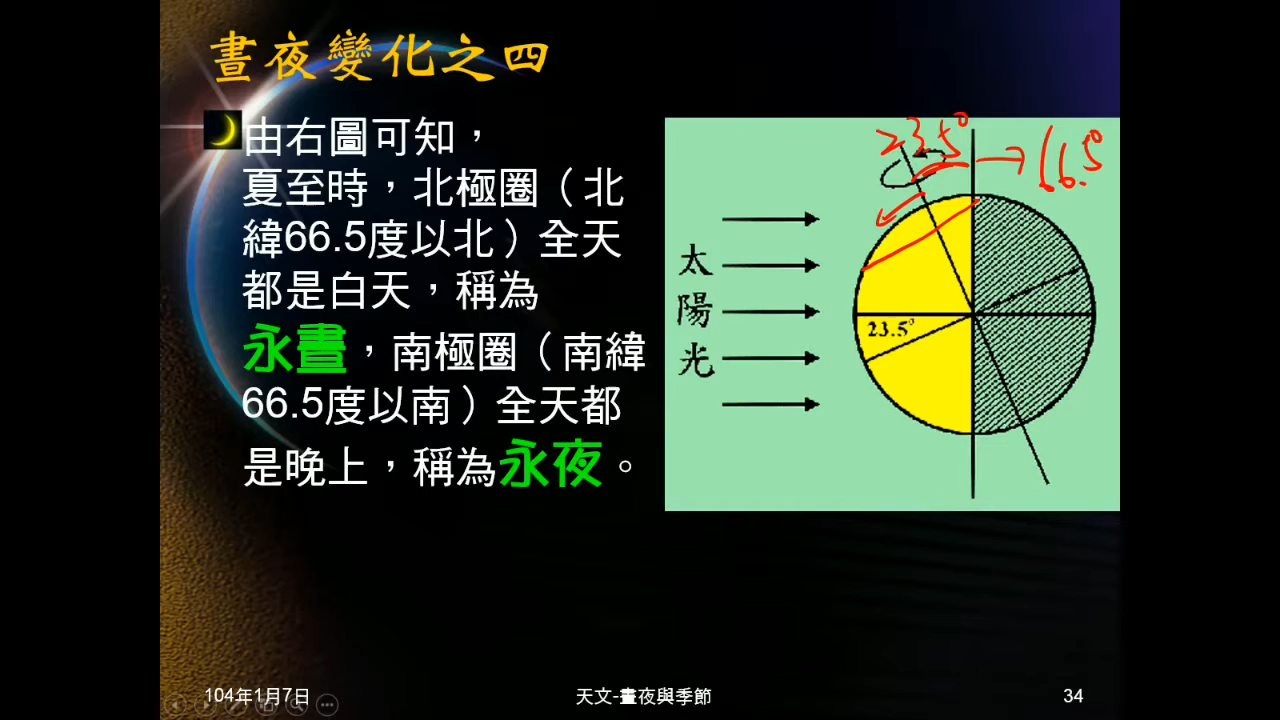 晝夜變化之四
由右圖可知，
夏至時，北極圈（北
緯66.5度以北）全天
都是白天，稱為
永晝，南極圈（南緯
66.5度以南）全天都
是晚上，稱為永夜。
23.5°
66.5°
太
陽
光
23.5°
104年1月7日
天文-晝夜與季節
34